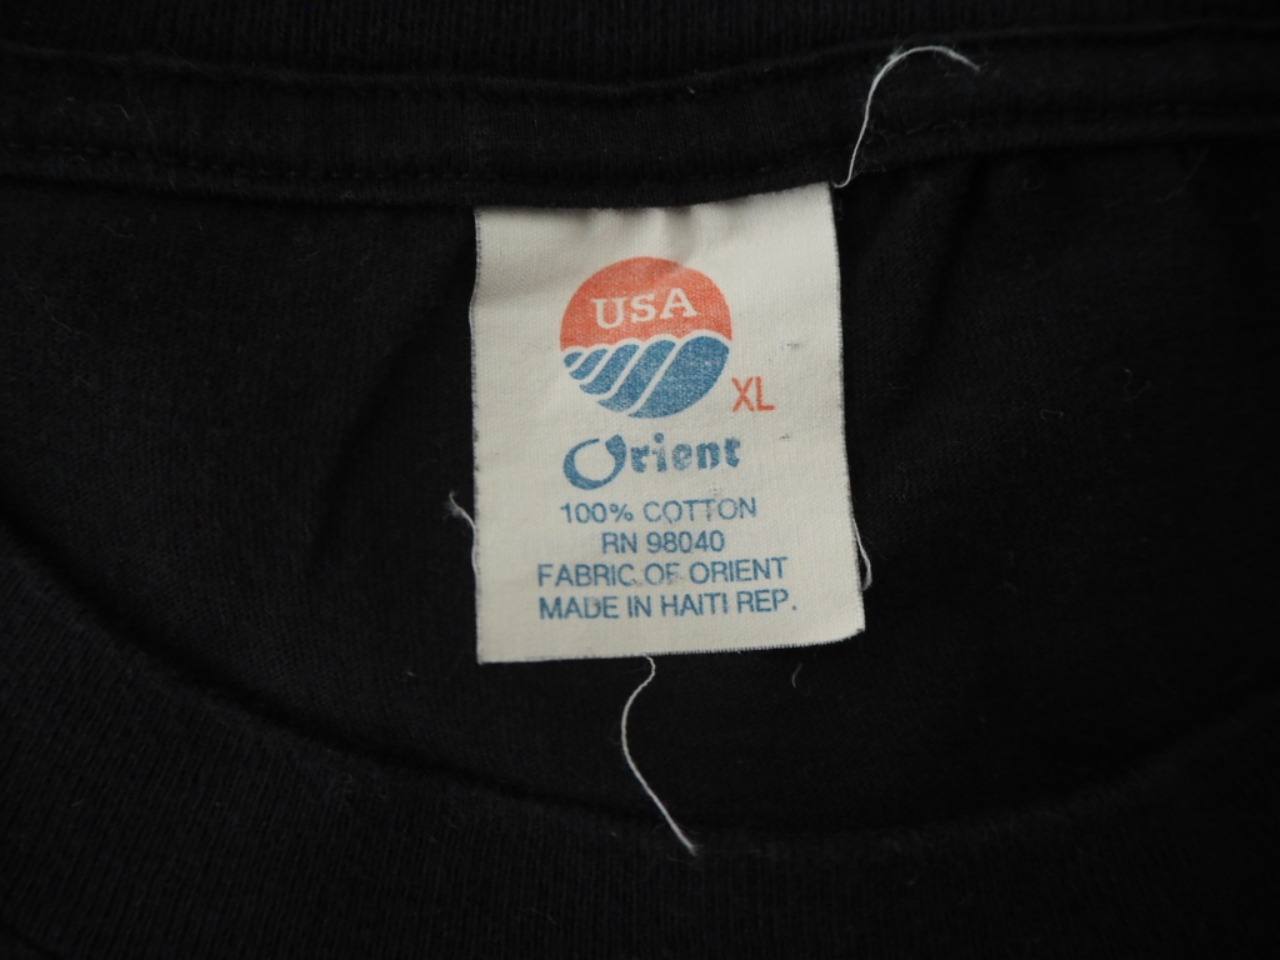 USA
XL
Orient
100% COTTON
RN 98040
FABRIC OF ORIENT
MADE IN HAITI REP.